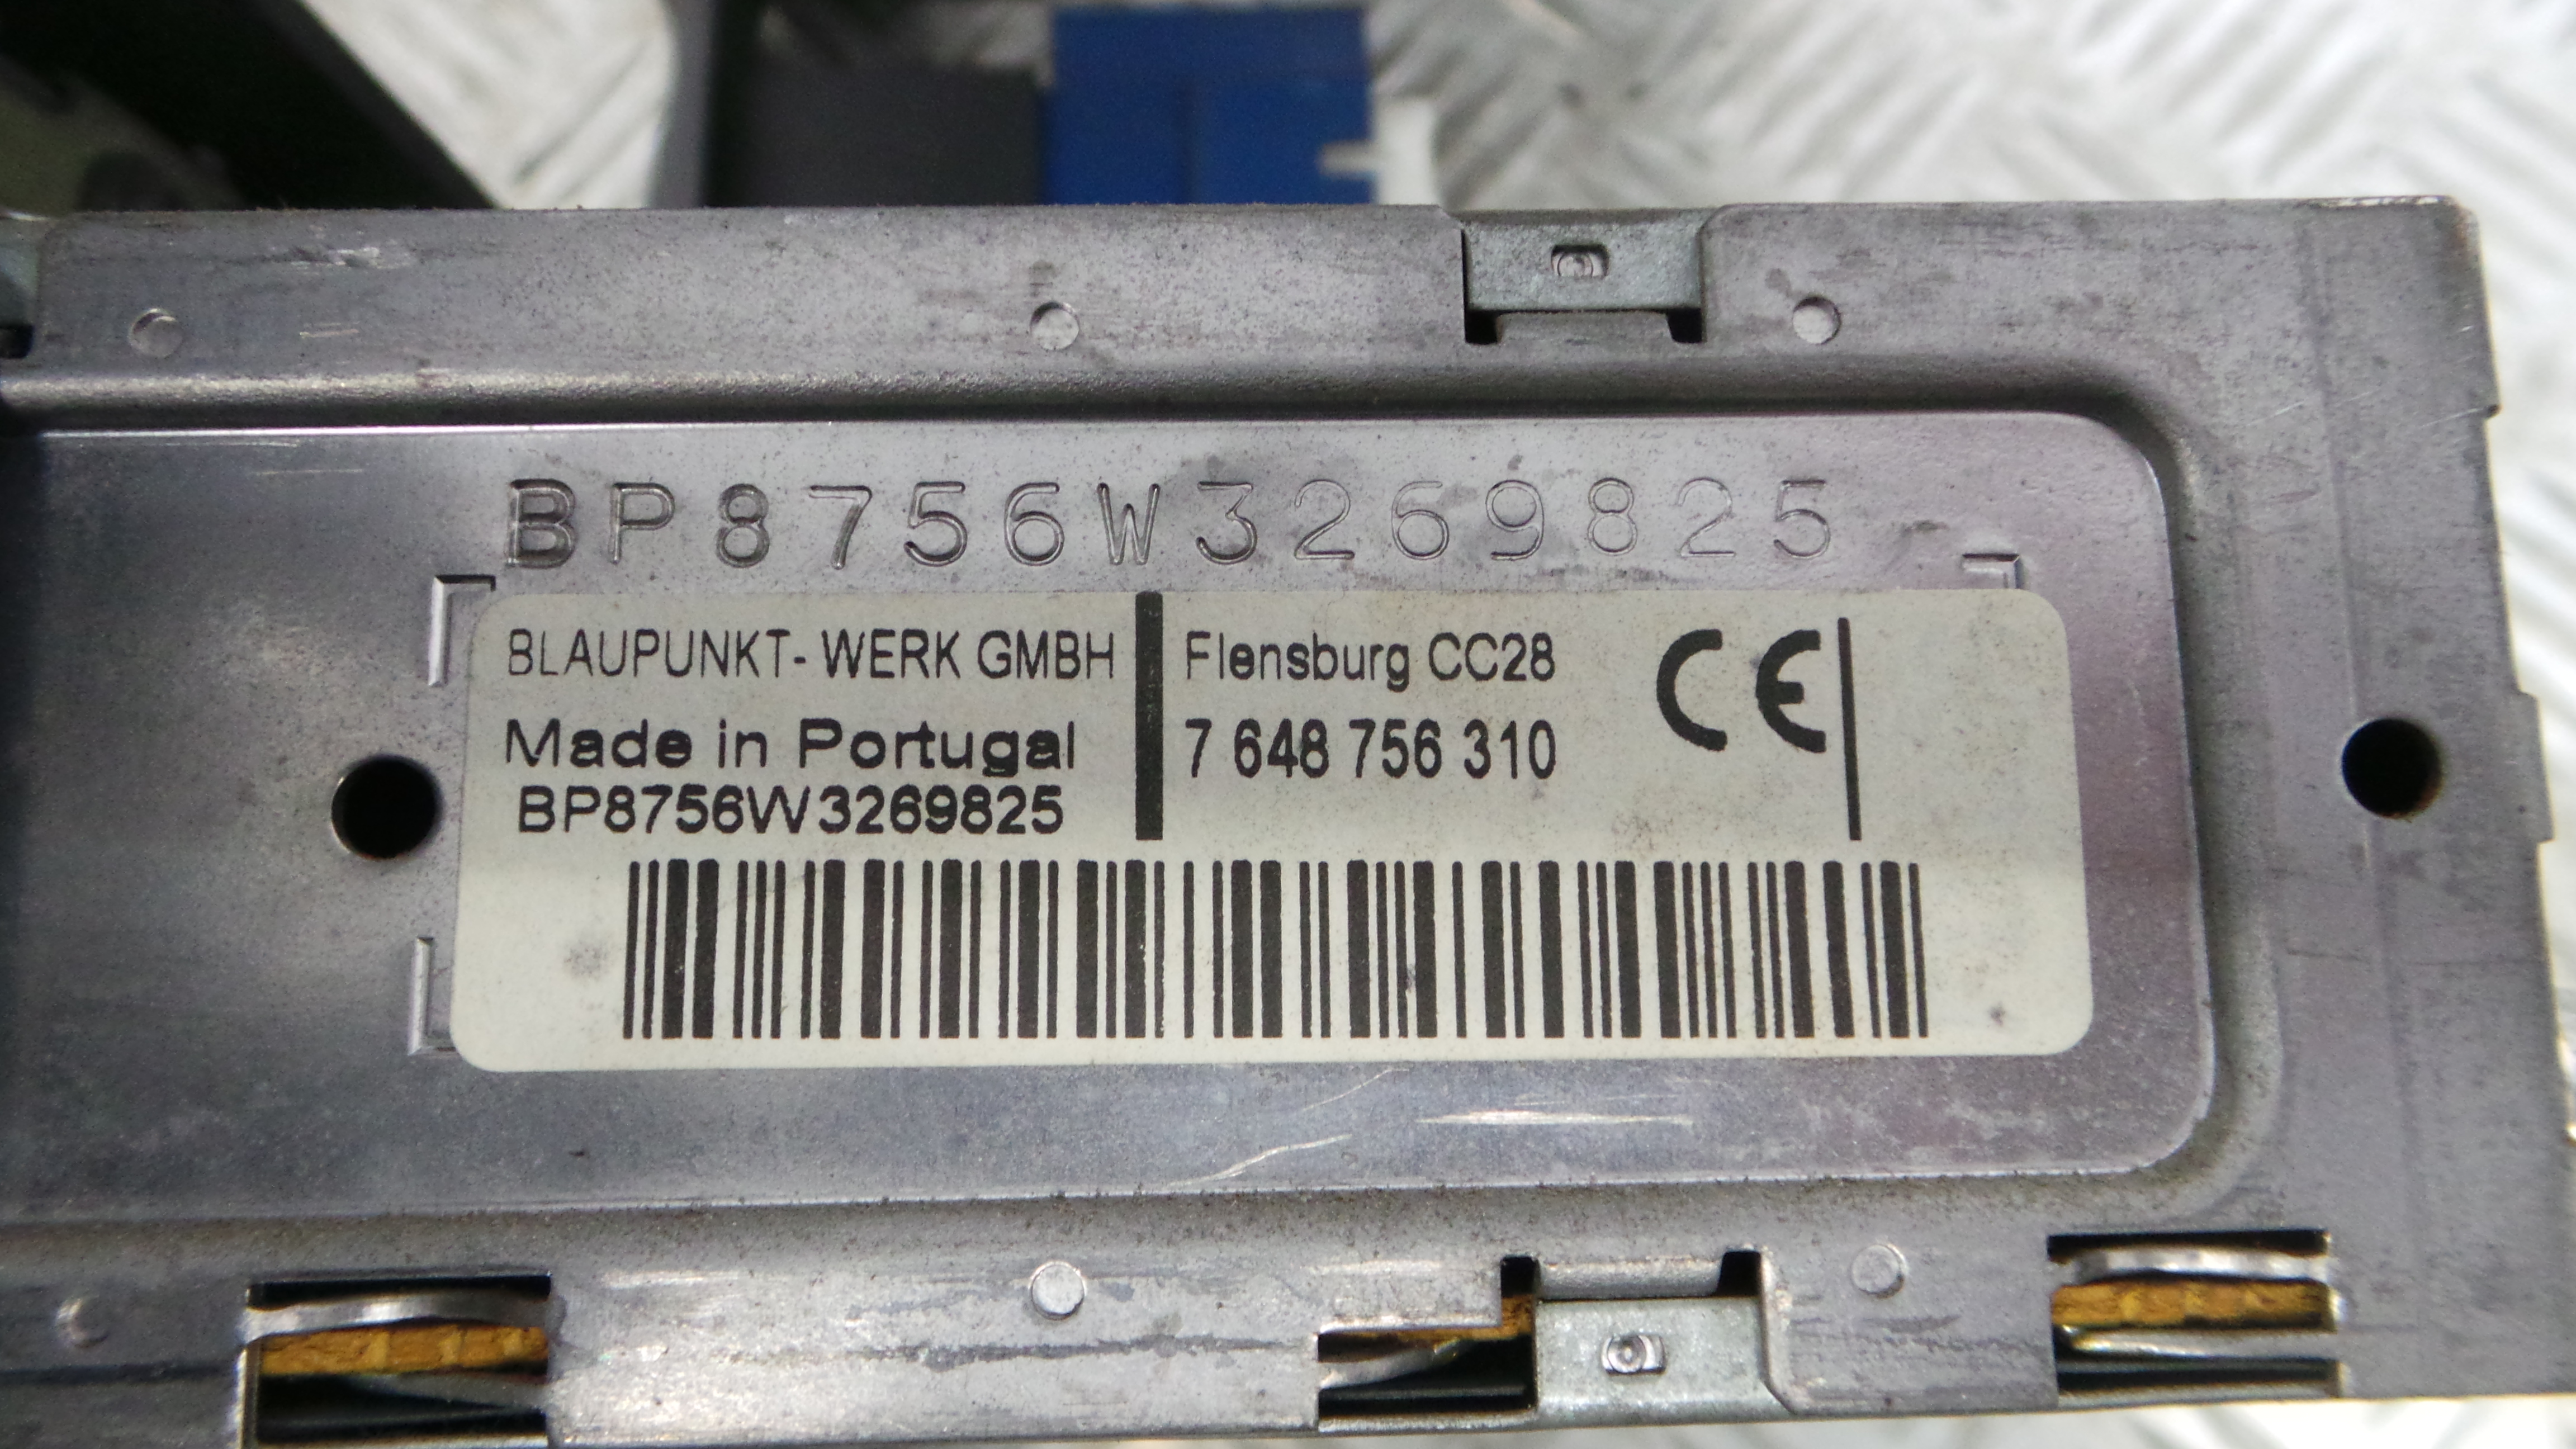 BP8756W3269825
BLAUPUNKT-WERK GMBH
Made in Portugal
BP8756W3269825
Flensburg CC28
7 648 756 310
CE